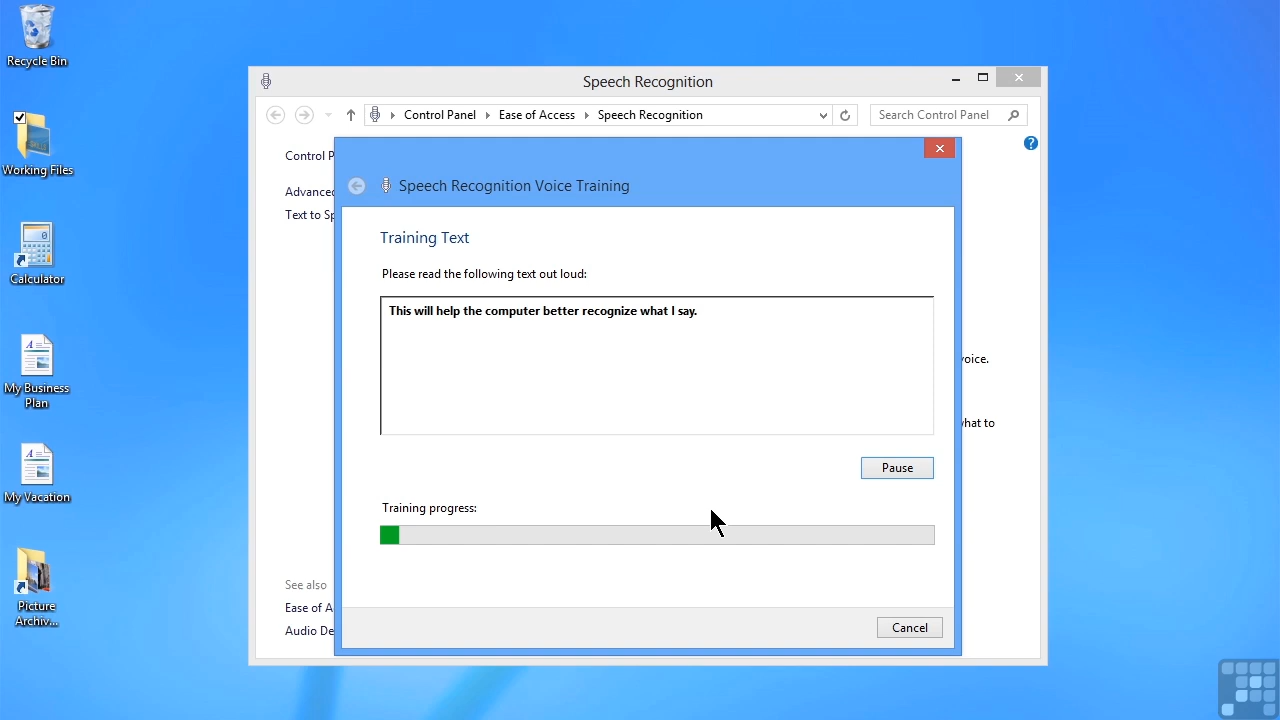 Recycle Bin
Working Files
Calculator
My Business
Plan
My Vacation
Picture
Archiv...
Speech Recognition
Control Panel
Ease of Access
Speech Recognition
Search Control Panel
Control P
Advanced
Text to Sp
Speech Recognition Voice Training
Training Text
Please read the following text out loud:
This will help the computer better recognize what I say.
voice.
hat to
Pause
Training progress:
See also
Ease of A
Audio De
Cancel